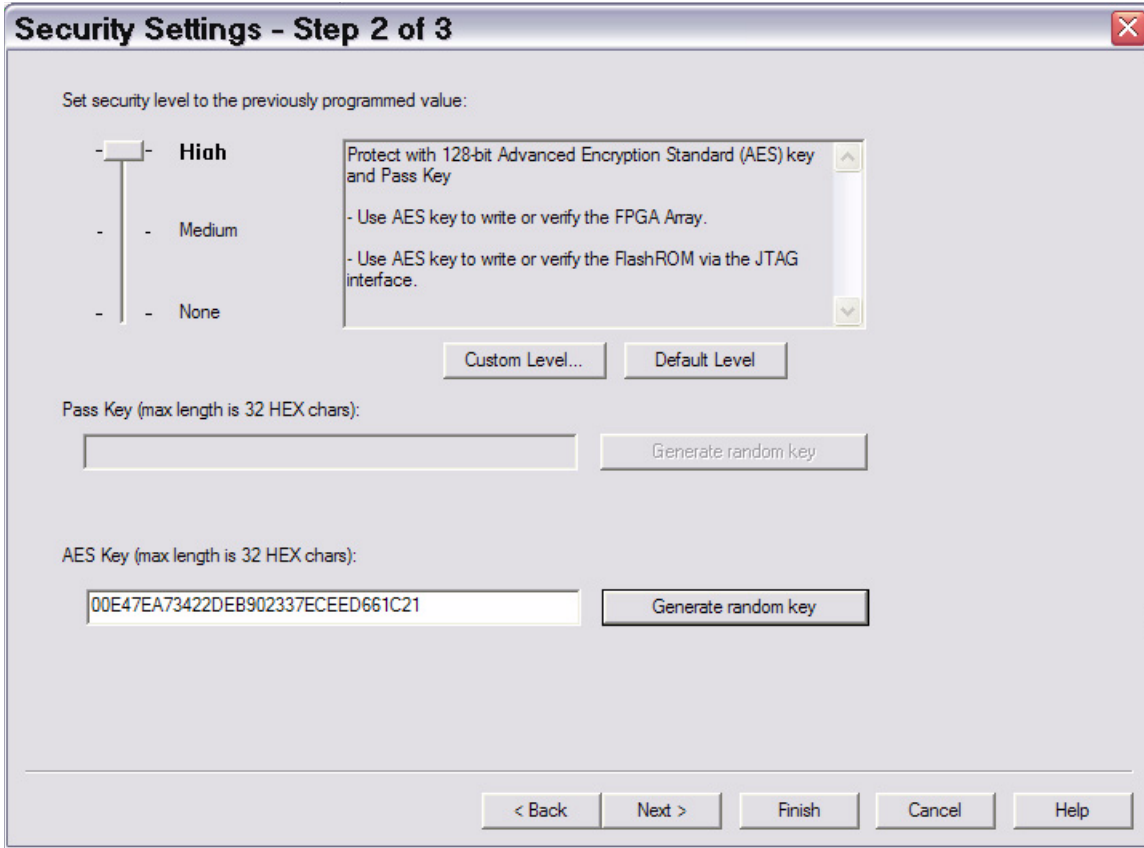 Security Settings - Step 2 of 3
Set security level to the previously programmed value:
High
Medium
None
Protect with 128-bit Advanced Encryption Standard (AES) key
and Pass Key
- Use AES key to write or verify the FPGA Array.
- Use AES key to write or verify the FlashROM via the JTAG
interface.
Custom Level...
Default Level
Pass Key (max length is 32 HEX chars):
Generate random key
AES Key (max length is 32 HEX chars):
00E47EA73422DEB902337ECEED661C21
Generate random key
< Back
Next >
Finish
Cancel
Help